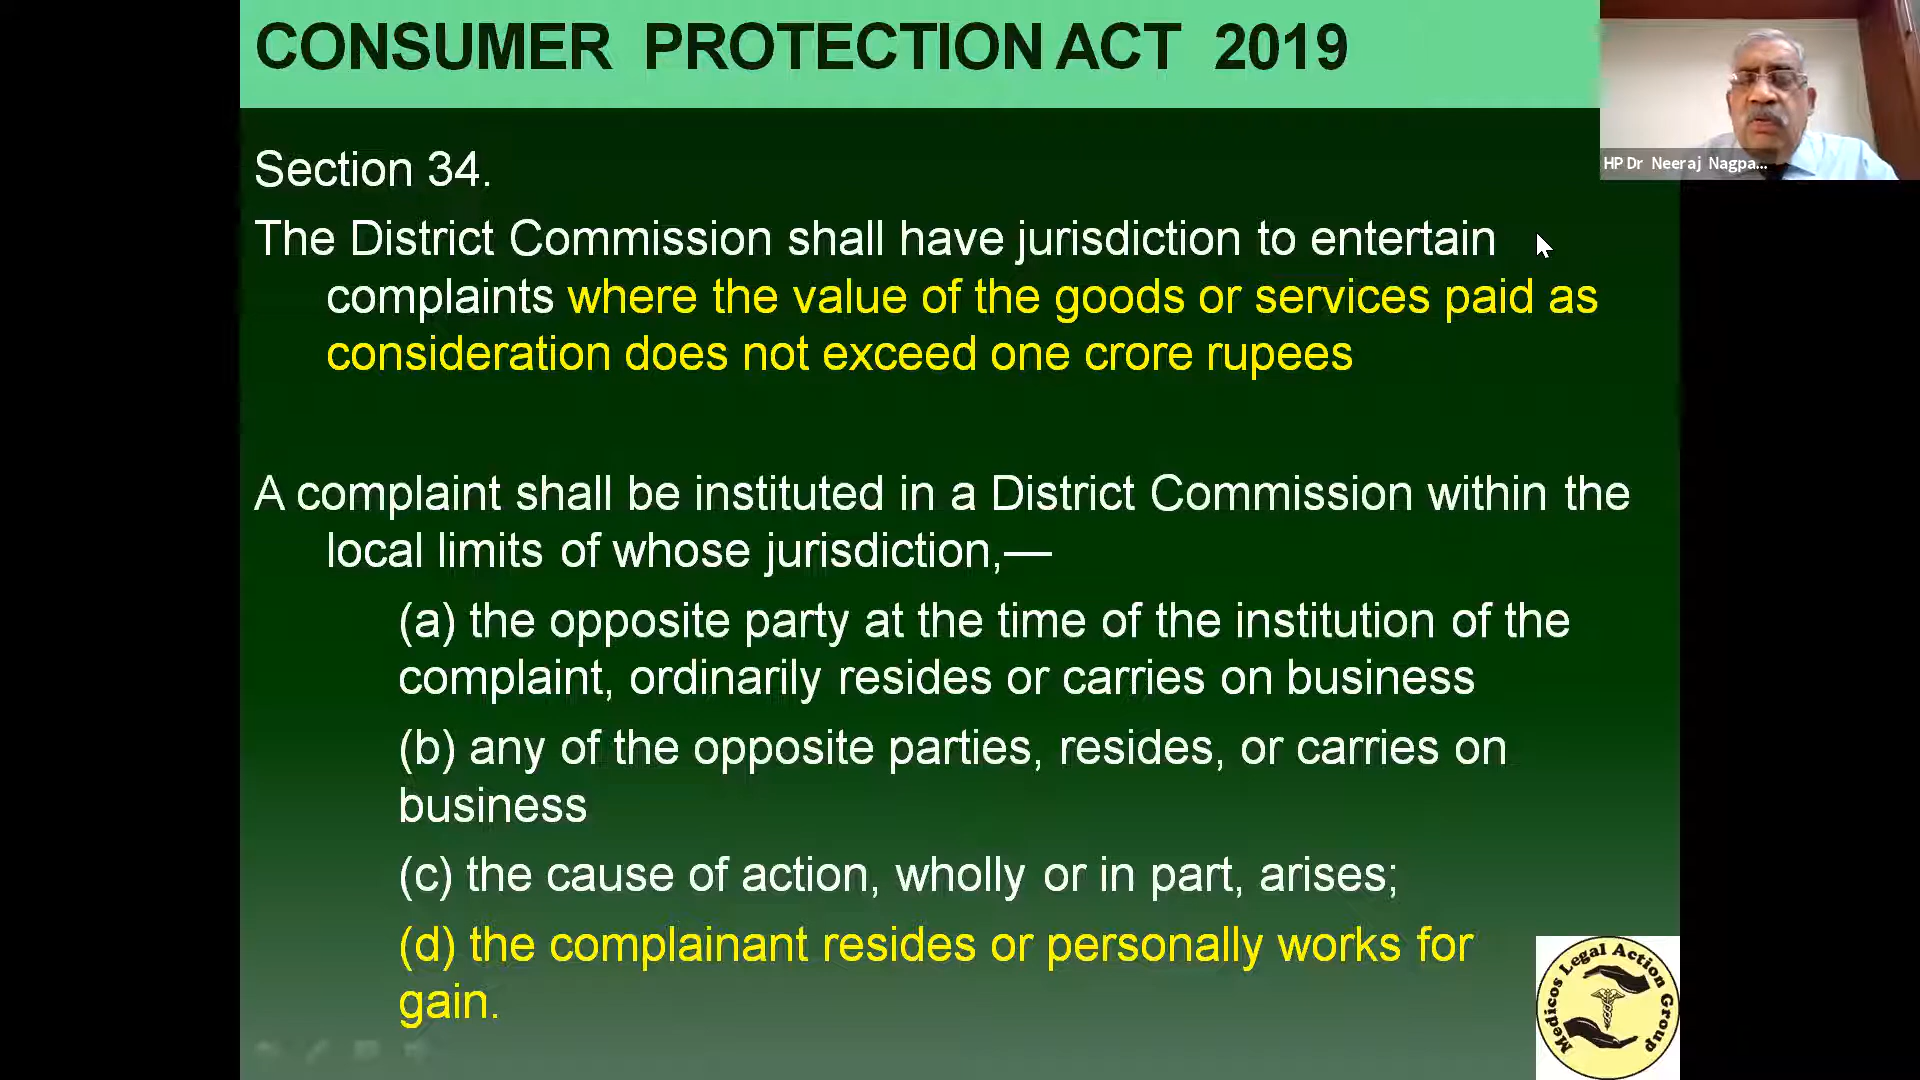 CONSUMER PROTECTION ACT 2019
HP Dr Neeraj Nagpa...
Section 34.
The District Commission shall have jurisdiction to entertain
complaints where the value of the goods or services paid as
consideration does not exceed one crore rupees
A complaint shall be instituted in a District Commission within the
local limits of whose jurisdiction,—
(a) the opposite party at the time of the institution of the
complaint, ordinarily resides or carries on business
(b) any of the opposite parties, resides, or carries on
business
(c) the cause of action, wholly or in part, arises;
(d) the complainant resides or personally works for
gain.
Medicos Legal Action Group